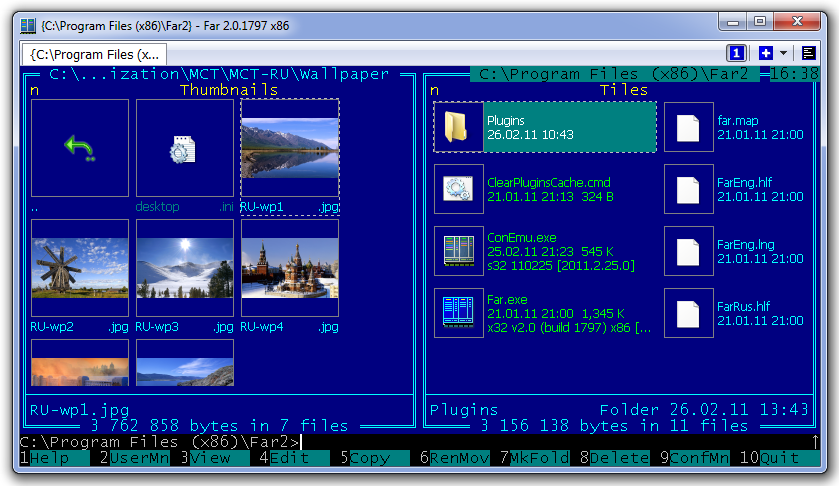 {C:\Program Files (x86)\Far2} - Far 2.0.1797 x86
{C:\Program Files (x...
1
C:\...ization\MCT\MCT-RU\Wallpaper
n Thumbnails
..
desktop .ini
RU-wp1 .jpg
RU-wp2 .jpg
RU-wp3 .jpg
RU-wp4 .jpg
RU-wp1.jpg
3 762 858 bytes in 7 files
C:\Program Files (x86)\Far2 16:38
n Tiles
Plugins
26.02.11 10:43
ClearPluginsCache.cmd
21.01.11 21:13 324 B
ConEmu.exe
25.02.11 21:23 545 K
s32 110225 [2011.2.25.0]
Far.exe
21.01.11 21:00 1,345 K
x32 v2.0 (build 1797) x86 [...
far.map
21.01.11 21:00
FarEng.hlf
21.01.11 21:00
FarEng.lng
21.01.11 21:00
FarRus.hlf
21.01.11 21:00
Plugins Folder 26.02.11 13:43
3 156 138 bytes in 11 files
C:\Program Files (x86)\Far2> ↑
1Help 2UserMn 3View 4Edit 5Copy 6RenMov 7MkFold 8Delete 9ConfMn 10Quit